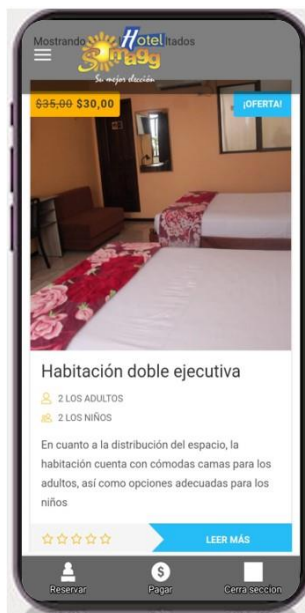 Mostrando ltados
Hotel
Su mejor elección
$35,00 $30,00
¡OFERTA!
Habitación doble ejecutiva
2 LOS ADULTOS
2 LOS NIÑOS
En cuanto a la distribución del espacio, la
habitación cuenta con cómodas camas para los
adultos, así como opciones adecuadas para los
niños
LEER MÁS
$
Reservar Pagar Cerra seccion